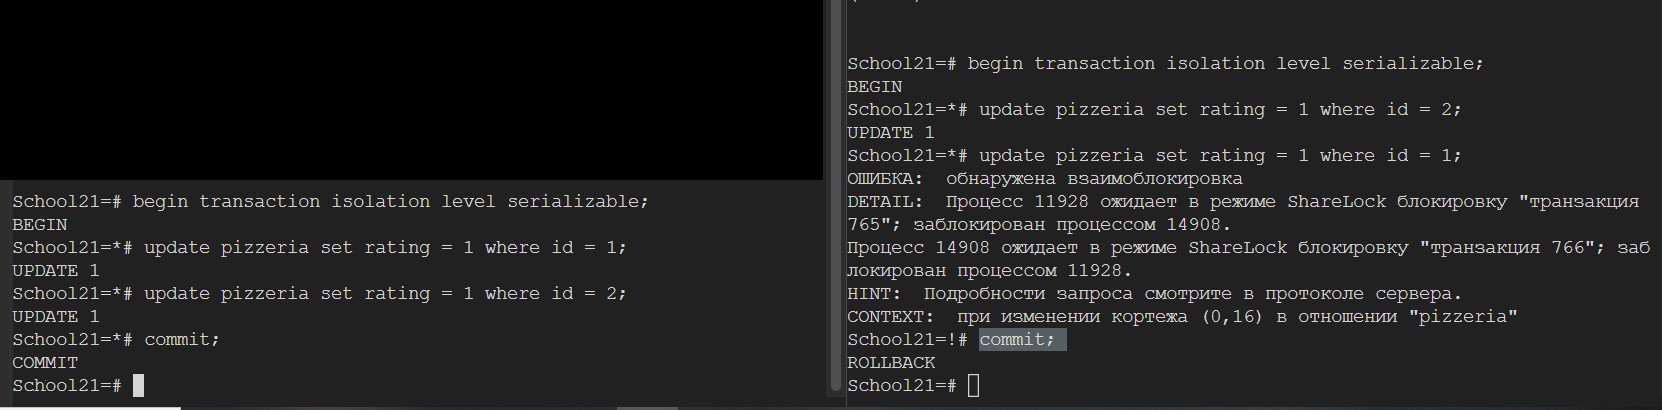 School21=# begin transaction isolation level serializable;
BEGIN
School21=*# update pizzeria set rating = 1 where id = 1;
UPDATE 1
School21=*# update pizzeria set rating = 1 where id = 2;
UPDATE 1
School21=*# commit;
COMMIT
School21=#
School21=# begin transaction isolation level serializable;
BEGIN
School21=*# update pizzeria set rating = 1 where id = 2;
UPDATE 1
School21=*# update pizzeria set rating = 1 where id = 1;
ОШИБКА:  обнаружена взаимоблокировка
DETAIL:  Процесс 11928 ожидает в режиме ShareLock блокировку "транзакция
765"; заблокирован процессом 14908.
Процесс 14908 ожидает в режиме ShareLock блокировку "транзакция 766"; заб
локирован процессом 11928.
HINT:  Подробности запроса смотрите в протоколе сервера.
CONTEXT:  при изменении кортежа (0,16) в отношении "pizzeria"
School21=!# commit;
ROLLBACK
School21=#